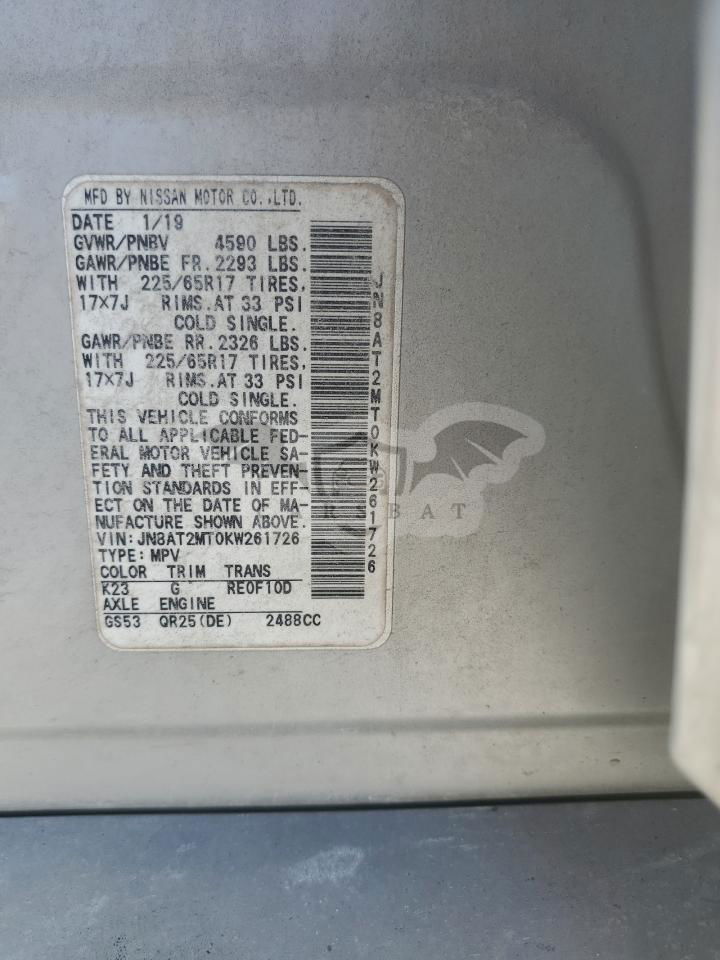 MFD BY NISSAN MOTOR CO.,LTD.
DATE 1/19
GVWR/PNBV 4590 LBS.
GAWR/PNBE FR. 2293 LBS.
WITH 225/65R17 TIRES,
17×7J RIMS.AT 33 PSI
COLD SINGLE.
GAWR/PNBE RR. 2326 LBS.
WITH 225/65R17 TIRES,
17×7J RIMS.AT 33 PSI
COLD SINGLE.
THIS VEHICLE CONFORMS
TO ALL APPLICABLE FED-
ERAL MOTOR VEHICLE SA-
FETY AND THEFT PREVEN-
TION STANDARDS IN EFF-
ECT ON THE DATE OF MA-
NUFACTURE SHOWN ABOVE.
VIN: JN8AT2MT0KW261726
TYPE: MPV
COLOR TRIM TRANS
K23 G RE0F10D
AXLE ENGINE
GS53 QR25(DE) 2488CC
JN8AT2MT0KW261726